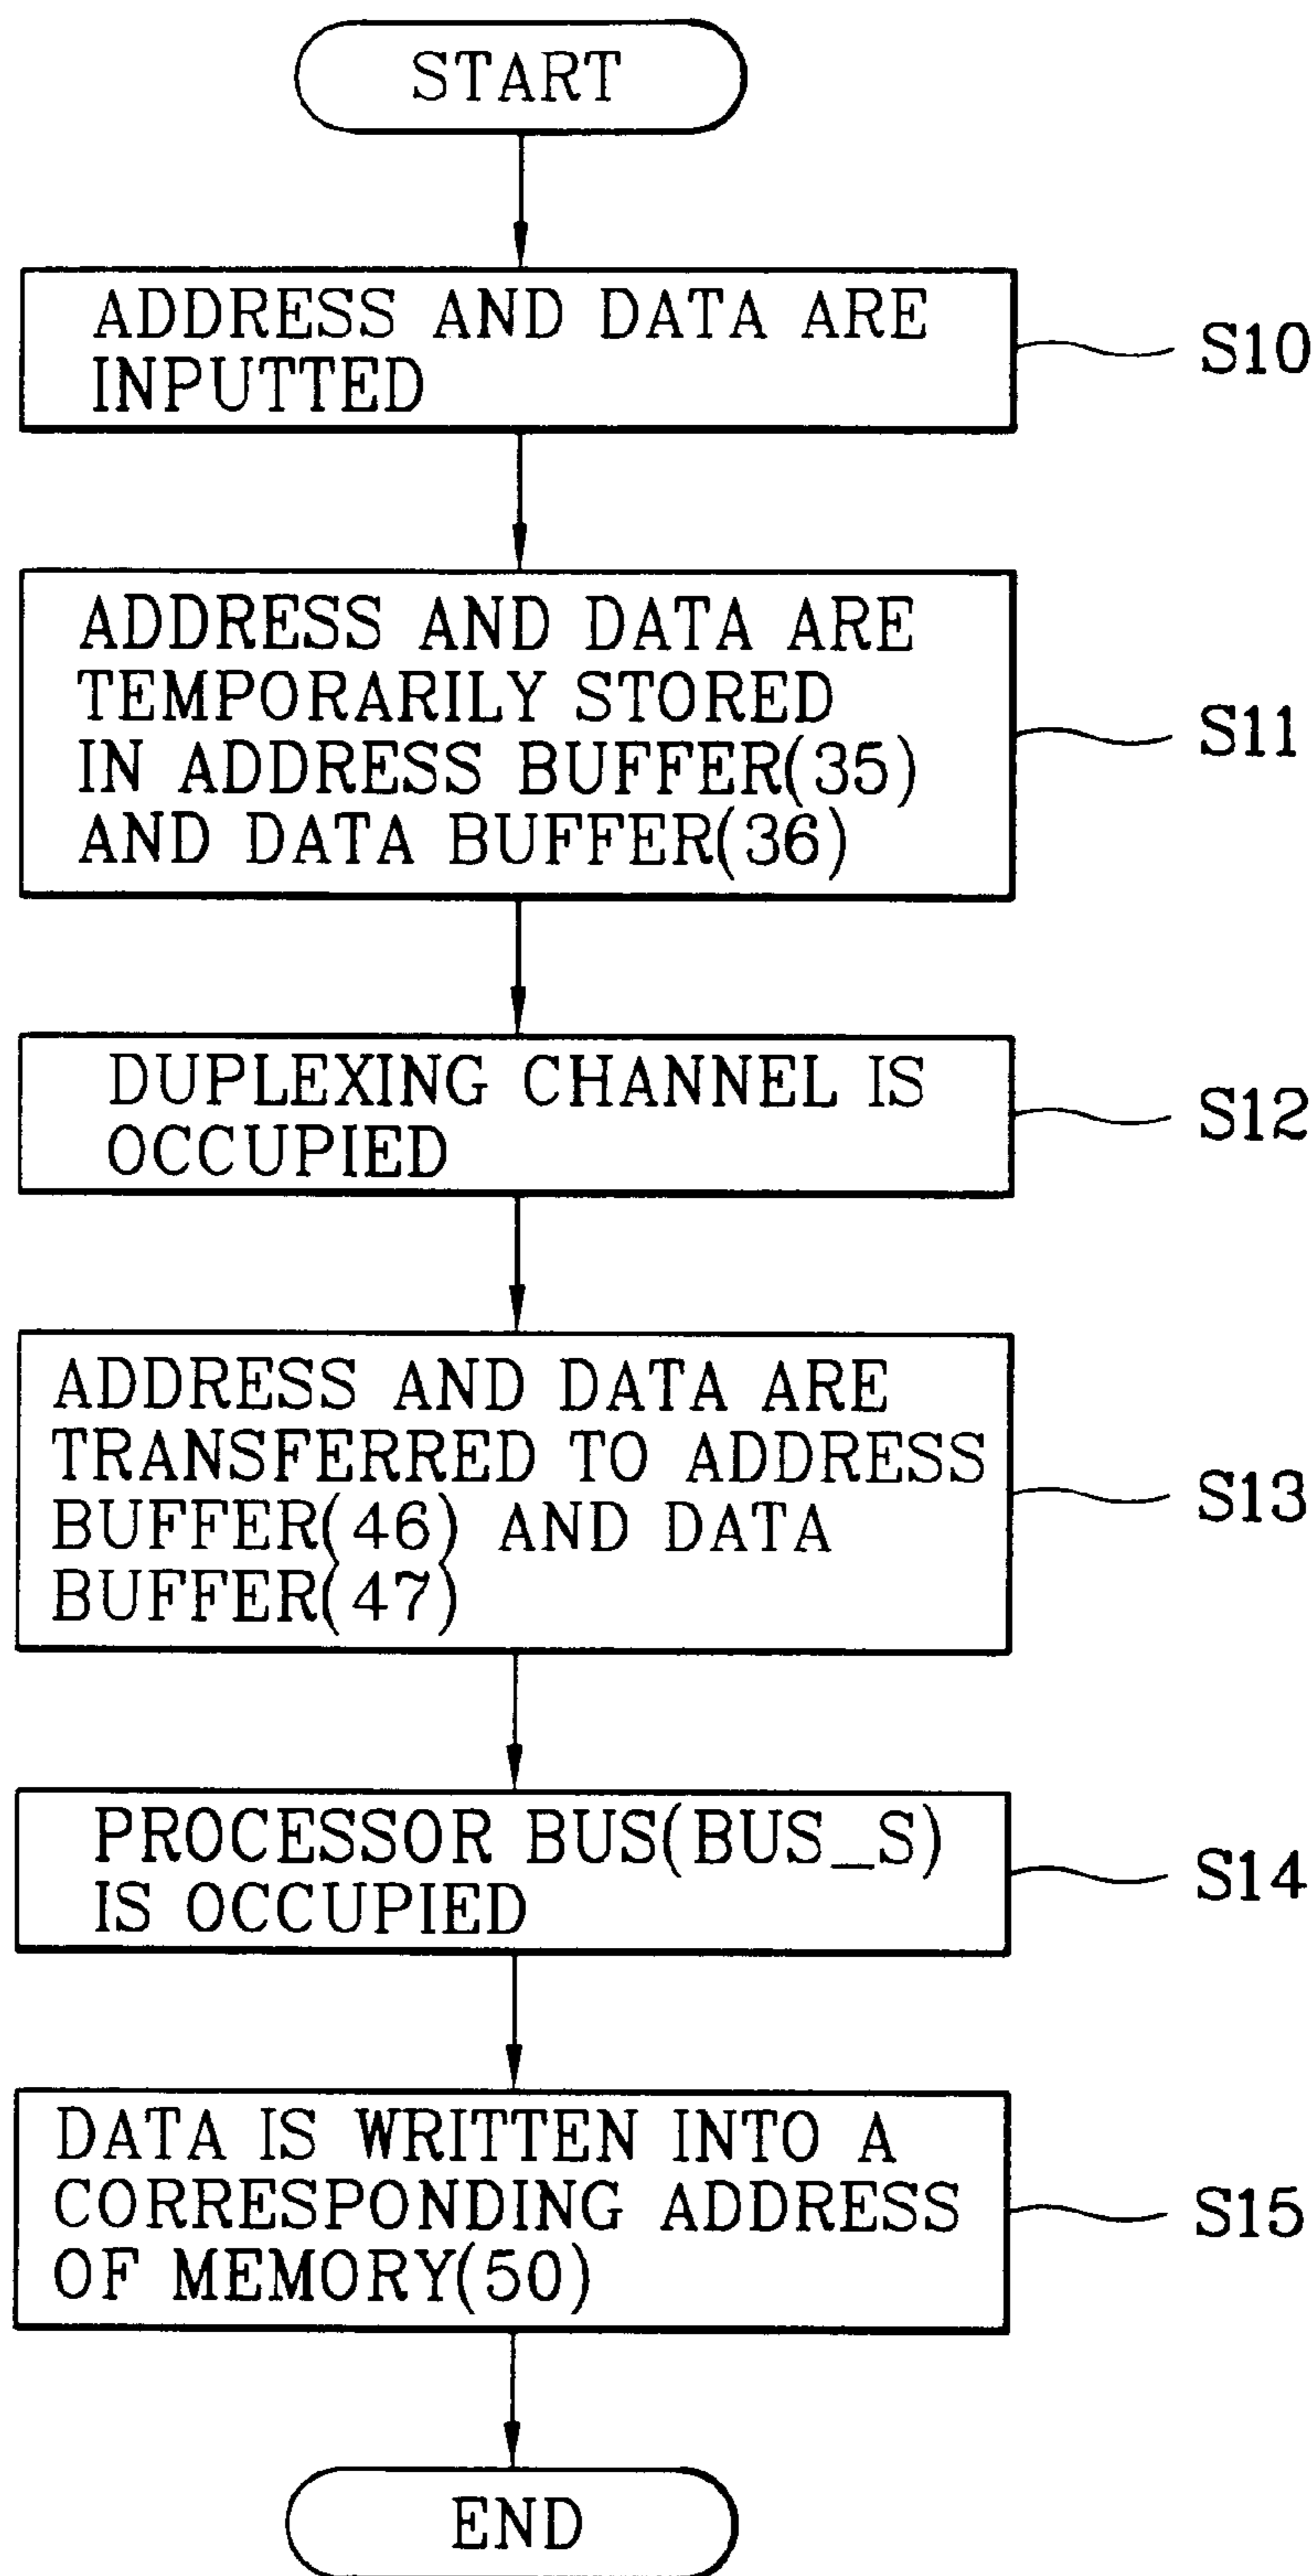 START
ADDRESS AND DATA ARE
INPUTTED
S10
ADDRESS AND DATA ARE
TEMPORARILY STORED
IN ADDRESS BUFFER(35)
AND DATA BUFFER(36)
S11
DUPLEXING CHANNEL IS
OCCUPIED
S12
ADDRESS AND DATA ARE
TRANSFERRED TO ADDRESS
BUFFER(46) AND DATA
BUFFER(47)
S13
PROCESSOR BUS(BUS_S)
IS OCCUPIED
S14
DATA IS WRITTEN INTO A
CORRESPONDING ADDRESS
OF MEMORY(50)
S15
END